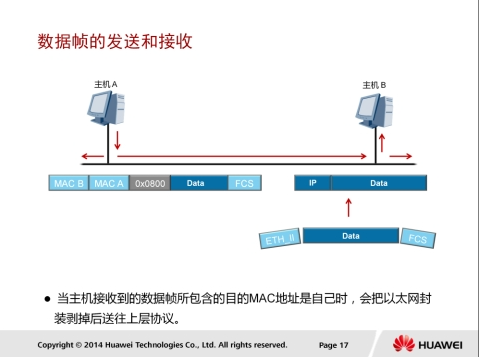 数据帧的发送和接收
主机 A
主机 B
MAC B MAC A 0x0800 Data FCS
IP Data
ETH_II Data FCS
● 当主机接收到的数据帧所包含的目的MAC地址是自己时，会把以太网封
装剥掉后送往上层协议。
Copyright © 2014 Huawei Technologies Co., Ltd. All rights reserved.
Page 17
HUAWEI